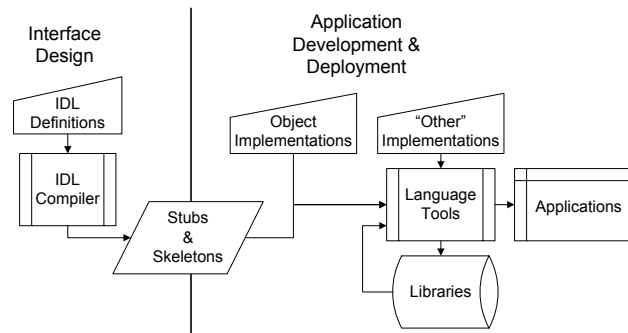 Interface
Design
Application
Development &
Deployment
IDL
Definitions
IDL
Compiler
Stubs
&
Skeletons
Object
Implementations
“Other”
Implementations
Language
Tools
Applications
Libraries